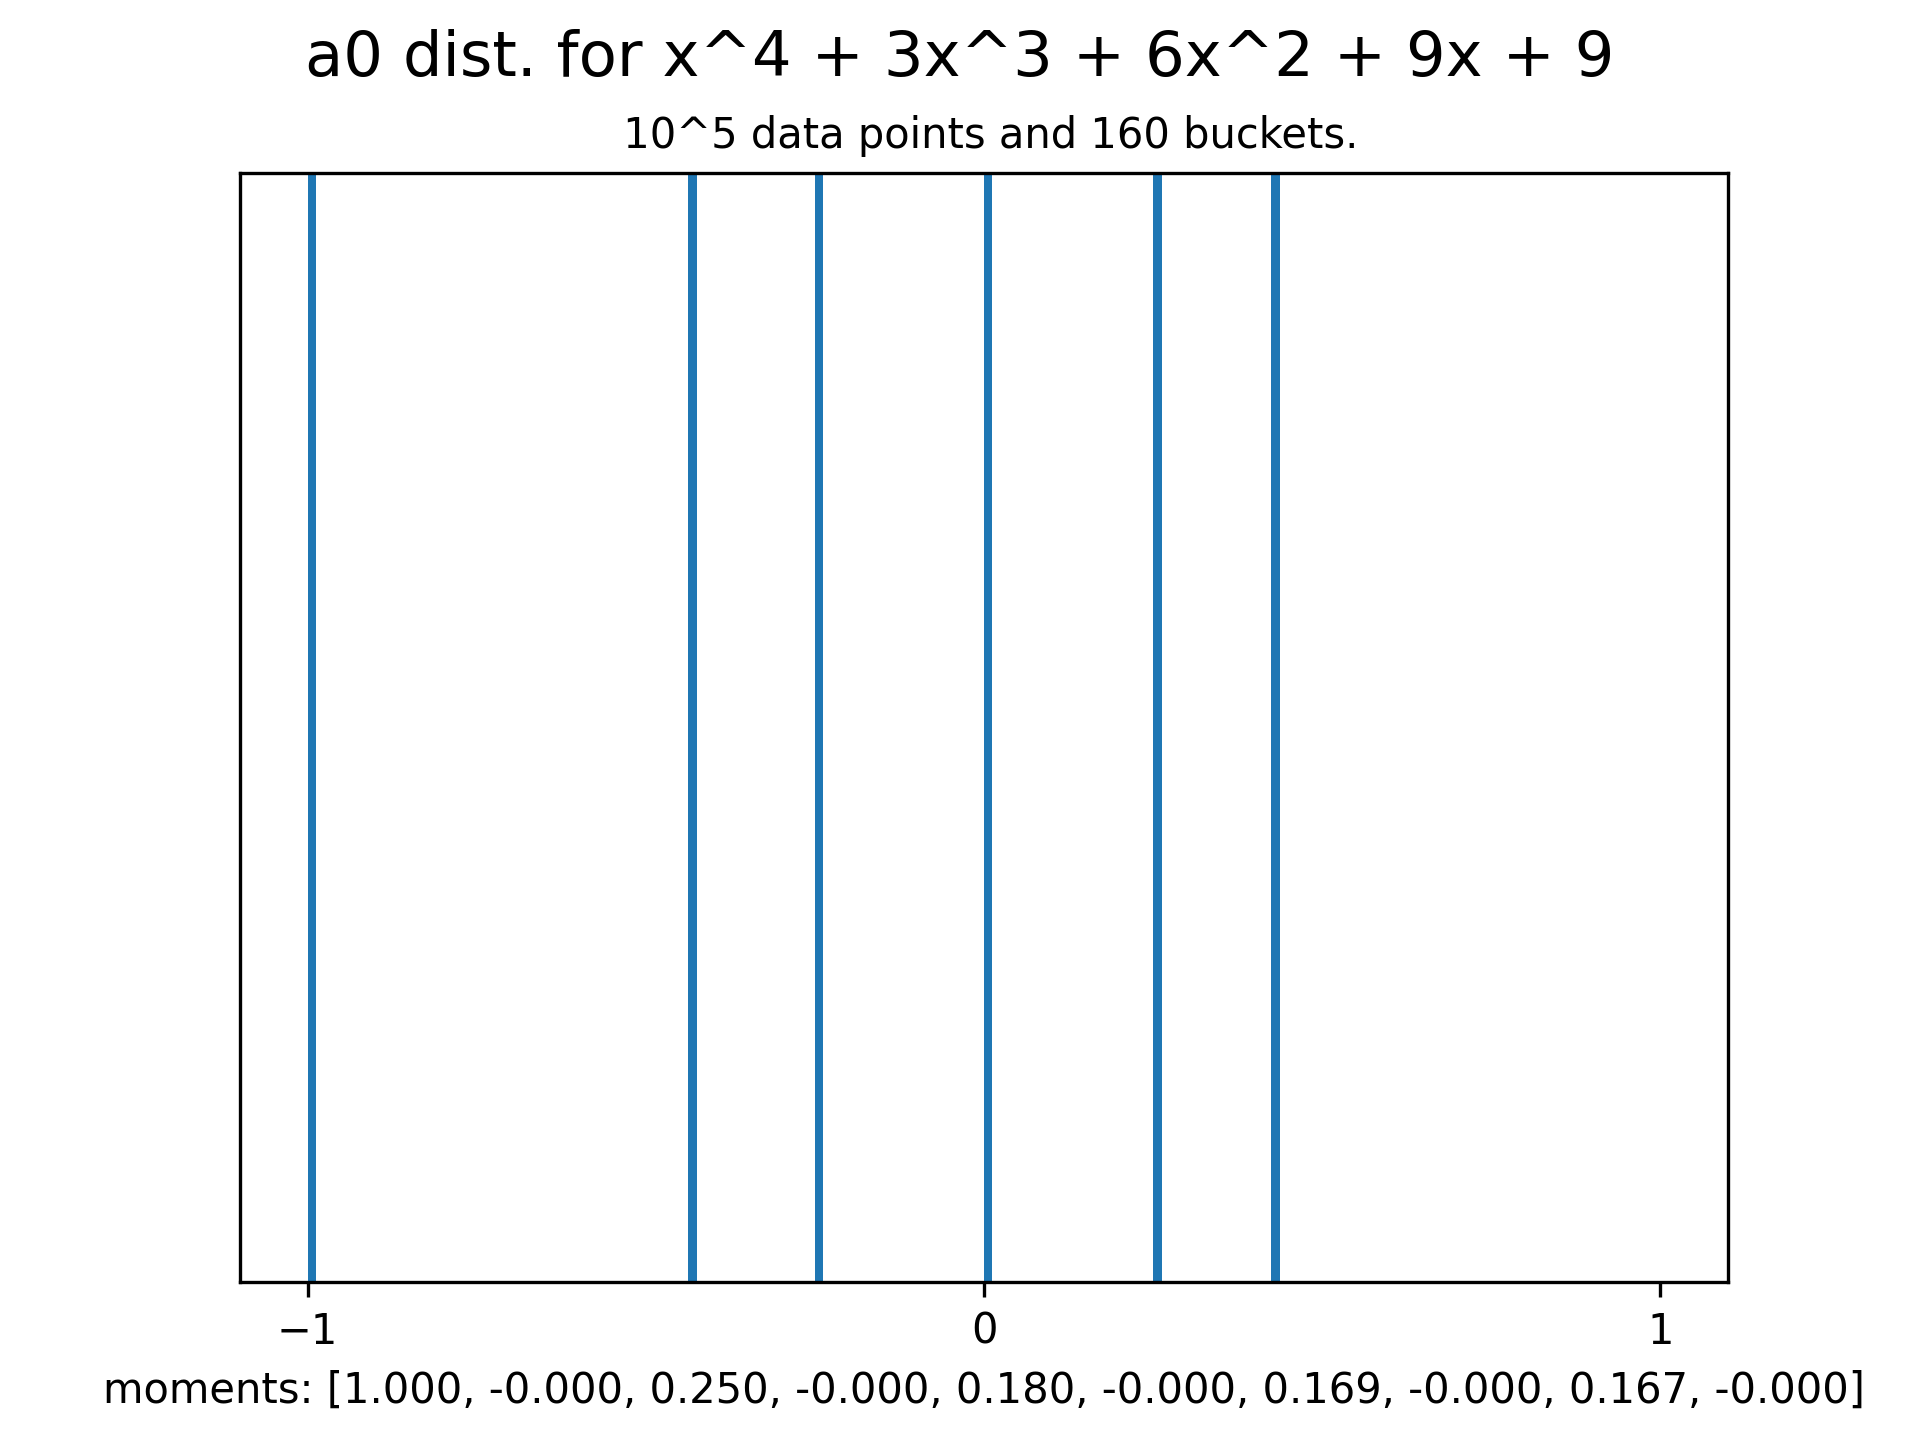 a0 dist. for x^4 + 3x^3 + 6x^2 + 9x + 9
10^5 data points and 160 buckets.
−1 0 1
moments: [1.000, -0.000, 0.250, -0.000, 0.180, -0.000, 0.169, -0.000, 0.167, -0.000]